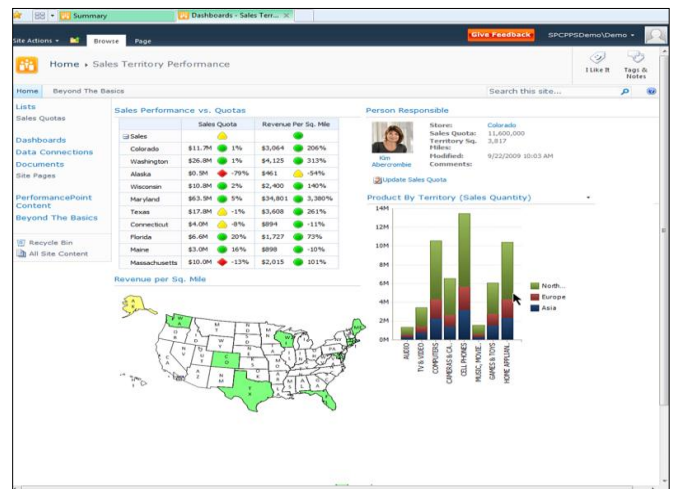 Summary
Dashboards - Sales Terr...
Site Actions
Browse
Page
Give Feedback
SPCPPSDemo\Demo
Home
Sales Territory Performance
I Like It
Tags & Notes
Home
Beyond The Basics
Search this site...
Lists
Sales Quotas
Dashboards
Data Connections
Documents
Site Pages
PerformancePoint Content
Beyond The Basics
Recycle Bin
All Site Content
Sales Performance vs. Quotas
Sales Quota Revenue Per Sq. Mile
Sales
Colorado $11.7M 1% $3,064 206%
Washington $26.8M 1% $4,125 313%
Alaska $0.5M -79% $461 -54%
Wisconsin $10.8M 2% $2,400 140%
Maryland $63.5M 5% $34,801 3,380%
Texas $17.8M -1% $3,608 261%
Connecticut $4.0M -8% $894 -11%
Florida $6.6M 20% $1,727 73%
Maine $3.0M 16% $898 -10%
Massachusetts $10.0M -13% $2,015 101%
Revenue per Sq. Mile
Person Responsible
Kim Abercrombie
Store: Colorado
Sales Quota: 11,600,000
Territory Sq. Miles: 3,817
Modified: 9/22/2009 10:03 AM
Comments:
Update Sales Quota
Product By Territory (Sales Quantity)
14M
12M
10M
8M
6M
4M
2M
0M
AUDIO
TV & VIDEO
COMPUTERS
CAMERAS & CA...
CELL PHONES
MUSIC, MOVIE...
GAMES & TOYS
HOME APPLIAN...
North...
Europe
Asia